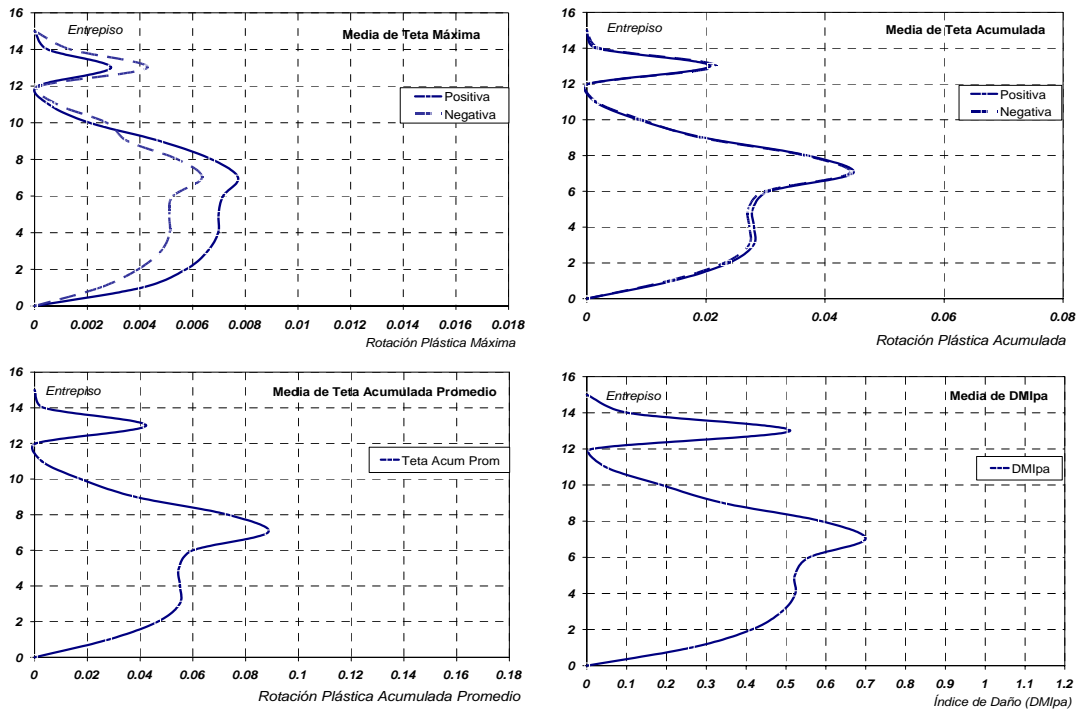 Media de Teta Máxima
Entrepiso
16
14
12
10
8
6
4
2
0
Positiva
Negativa
0 0.002 0.004 0.006 0.008 0.01 0.012 0.014 0.016 0.018
Rotación Plástica Máxima
Media de Teta Acumulada
Entrepiso
16
14
12
10
8
6
4
2
0
Positiva
Negativa
0 0.02 0.04 0.06 0.08
Rotación Plástica Acumulada
Media de Teta Acumulada Promedio
Entrepiso
16
14
12
10
8
6
4
2
0
Teta Acum Prom
0 0.02 0.04 0.06 0.08 0.1 0.12 0.14 0.16 0.18
Rotación Plástica Acumulada Promedio
Media de DMIpa
Entrepiso
16
14
12
10
8
6
4
2
0
DMIpa
0 0.1 0.2 0.3 0.4 0.5 0.6 0.7 0.8 0.9 1 1.1 1.2
Índice de Daño (DMIpa)